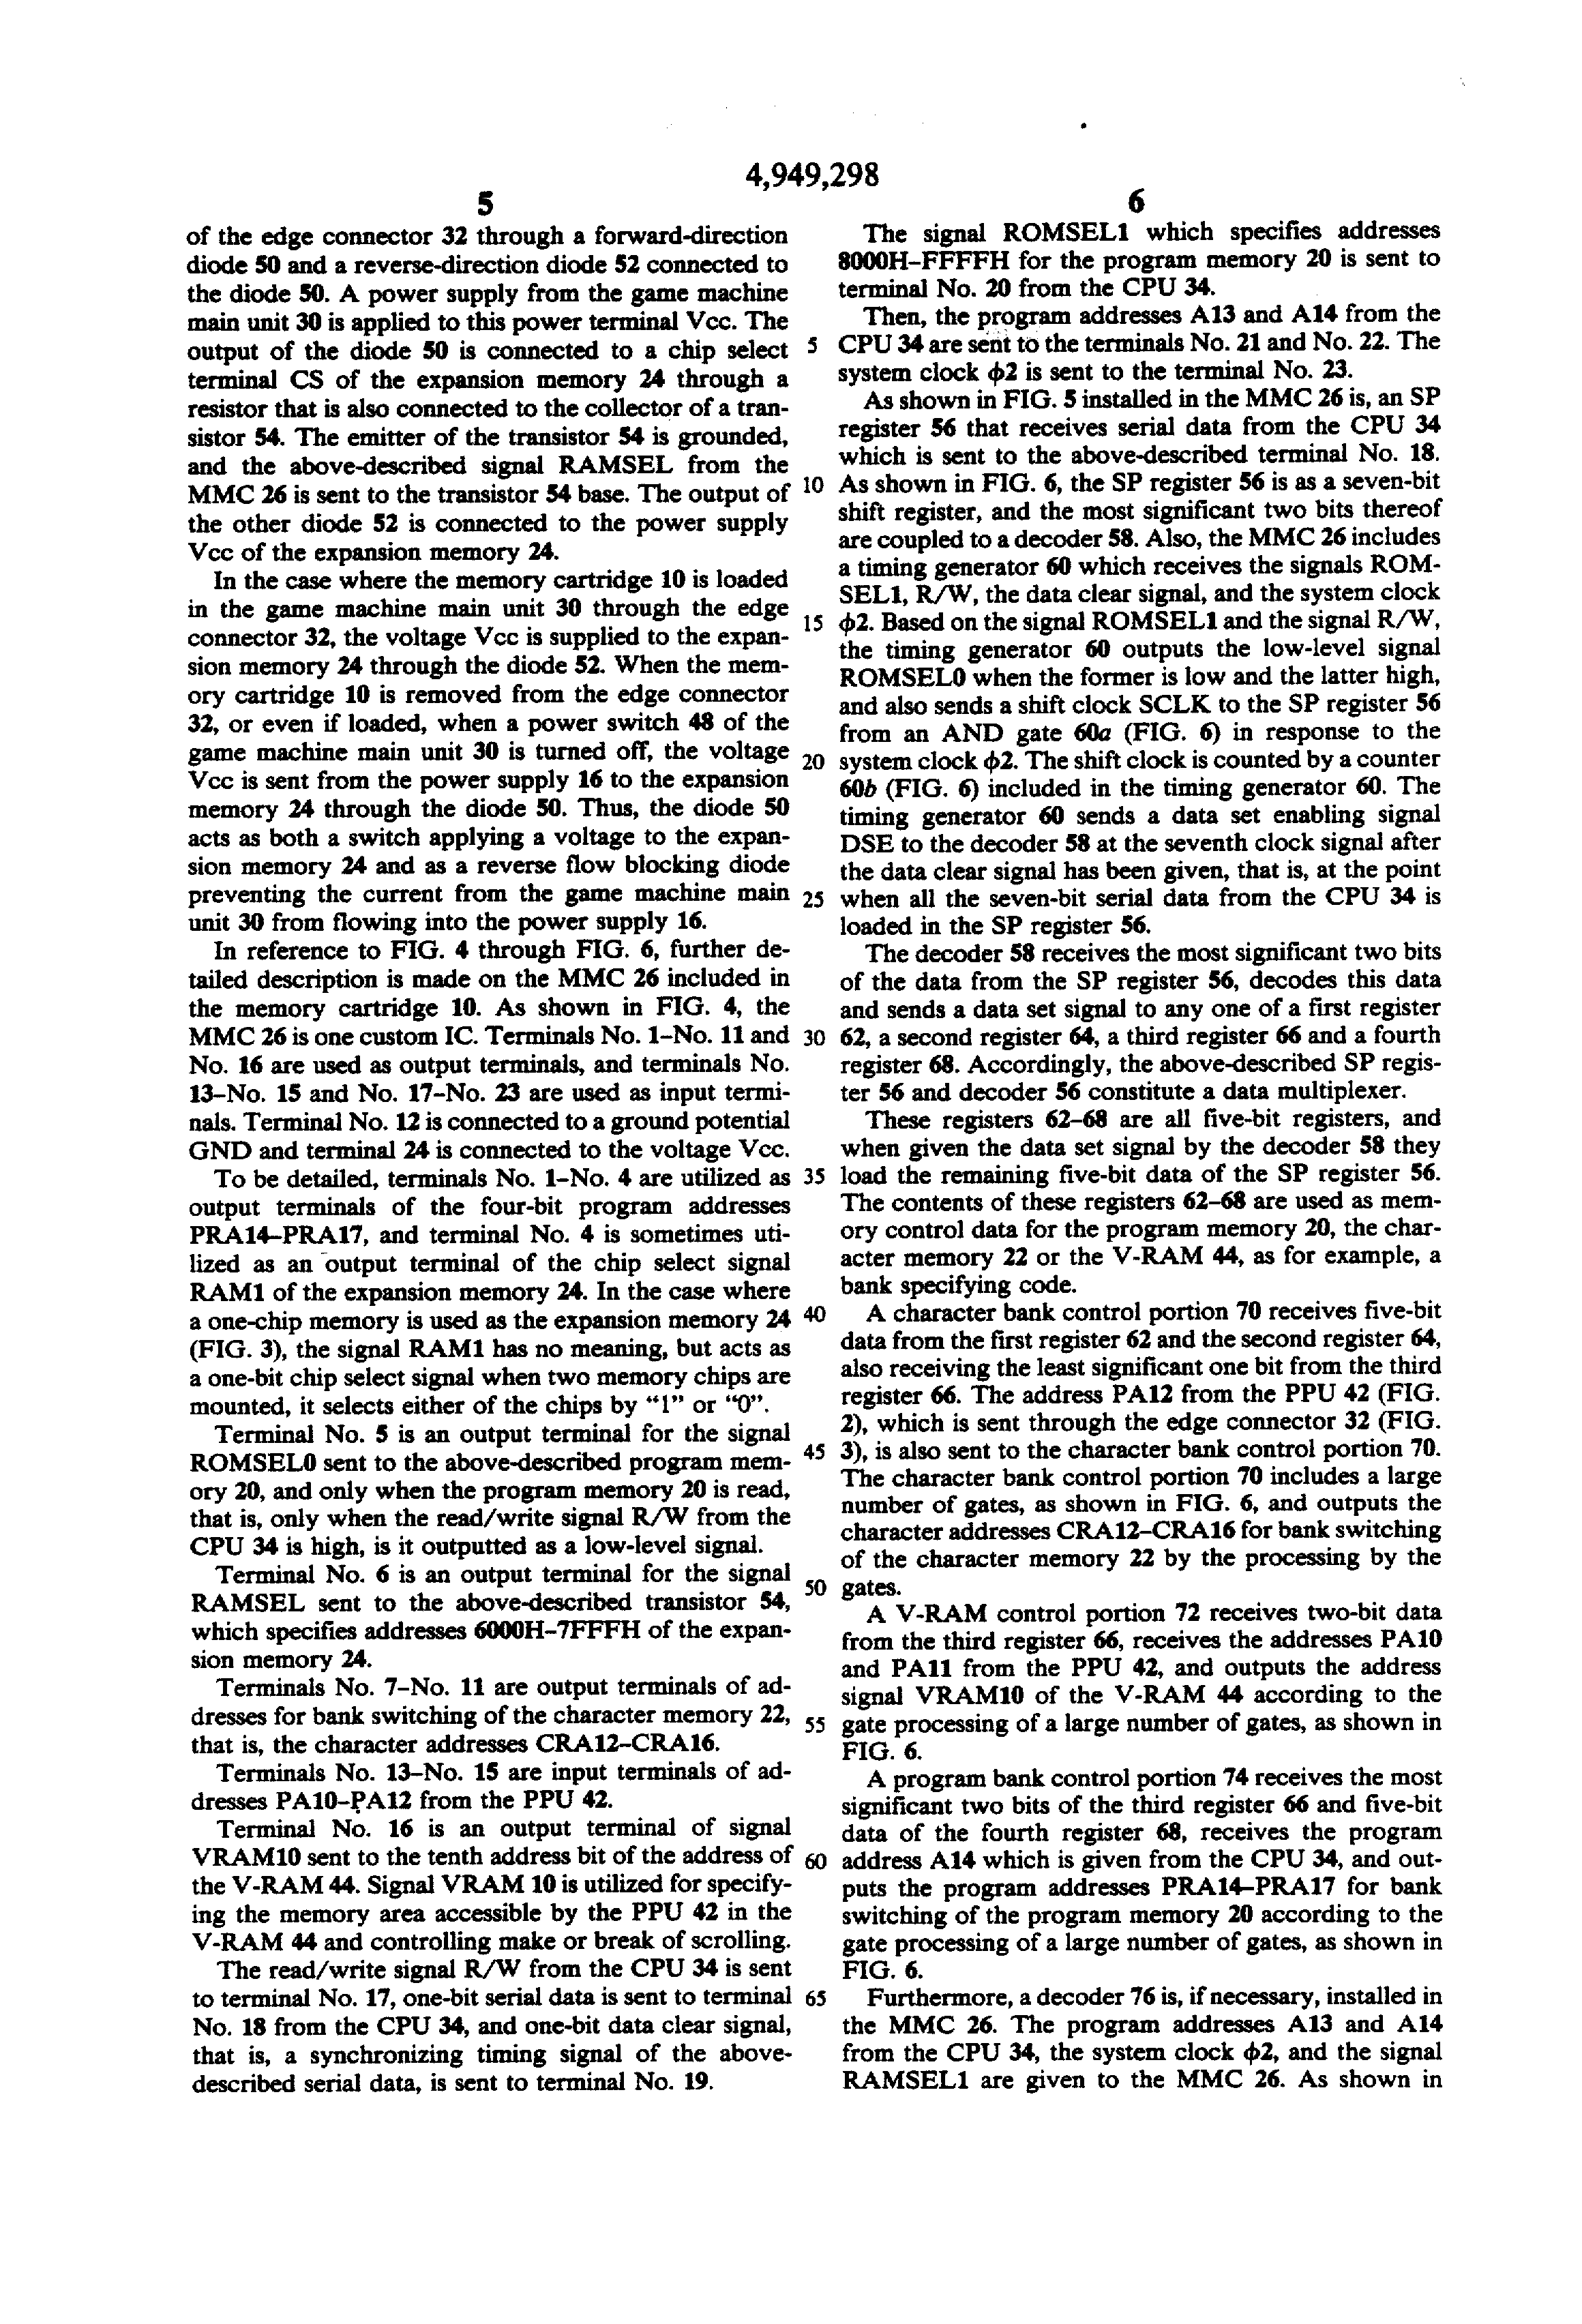 4,949,298
5
of the edge connector 32 through a forward-direction
diode 50 and a reverse-direction diode 52 connected to
the diode 50. A power supply from the game machine
main unit 30 is applied to this power terminal Vcc. The
output of the diode 50 is connected to a chip select
terminal CS of the expansion memory 24 through a
resistor that is also connected to the collector of a tran-
sistor 54. The emitter of the transistor 54 is grounded,
and the above-described signal RAMSEL from the
MMC 26 is sent to the transistor 54 base. The output of
the other diode 52 is connected to the power supply
Vcc of the expansion memory 24.
In the case where the memory cartridge 10 is loaded
in the game machine main unit 30 through the edge
connector 32, the voltage Vcc is supplied to the expan-
sion memory 24 through the diode 52. When the mem-
ory cartridge 10 is removed from the edge connector
32, or even if loaded, when a power switch 48 of the
game machine main unit 30 is turned off, the voltage
Vcc is sent from the power supply 16 to the expansion
memory 24 through the diode 50. Thus, the diode 50
acts as both a switch applying a voltage to the expan-
sion memory 24 and as a reverse flow blocking diode
preventing the current from the game machine main
unit 30 from flowing into the power supply 16.
In reference to FIG. 4 through FIG. 6, further de-
tailed description is made on the MMC 26 included in
the memory cartridge 10. As shown in FIG. 4, the
MMC 26 is one custom IC. Terminals No. 1–No. 11 and
No. 16 are used as output terminals, and terminals No.
13–No. 15 and No. 17–No. 23 are used as input termi-
nals. Terminal No. 12 is connected to a ground potential
GND and terminal 24 is connected to the voltage Vcc.
To be detailed, terminals No. 1–No. 4 are utilized as
output terminals of the four-bit program addresses
PRA14–PRA17, and terminal No. 4 is sometimes uti-
lized as an output terminal of the chip select signal
RAM1 of the expansion memory 24. In the case where
a one-chip memory is used as the expansion memory 24
(FIG. 3), the signal RAM1 has no meaning, but acts as
a one-bit chip select signal when two memory chips are
mounted, it selects either of the chips by “1” or “0”.
Terminal No. 5 is an output terminal for the signal
ROMSEL0 sent to the above-described program mem-
ory 20, and only when the program memory 20 is read,
that is, only when the read/write signal R/W from the
CPU 34 is high, is it outputted as a low-level signal.
Terminal No. 6 is an output terminal for the signal
RAMSEL sent to the above-described transistor 54,
which specifies addresses 6000H–7FFFH of the expan-
sion memory 24.
Terminals No. 7–No. 11 are output terminals of ad-
dresses for bank switching of the character memory 22,
that is, the character addresses CRA12–CRA16.
Terminals No. 13–No. 15 are input terminals of ad-
dresses PA10–PA12 from the PPU 42.
Terminal No. 16 is an output terminal of signal
VRAM10 sent to the tenth address bit of the address of
the V-RAM 44. Signal VRAM 10 is utilized for specify-
ing the memory area accessible by the PPU 42 in the
V-RAM 44 and controlling make or break of scrolling.
The read/write signal R/W from the CPU 34 is sent
to terminal No. 17, one-bit serial data is sent to terminal
No. 18 from the CPU 34, and one-bit data clear signal,
that is, a synchronizing timing signal of the above-
described serial data, is sent to terminal No. 19.
5
10
15
20
25
30
35
40
45
50
55
60
65
6
The signal ROMSEL1 which specifies addresses
8000H–FFFFH for the program memory 20 is sent to
terminal No. 20 from the CPU 34.
Then, the program addresses A13 and A14 from the
CPU 34 are sent to the terminals No. 21 and No. 22. The
system clock ϕ2 is sent to the terminal No. 23.
As shown in FIG. 5 installed in the MMC 26 is, an SP
register 56 that receives serial data from the CPU 34
which is sent to the above-described terminal No. 18.
As shown in FIG. 6, the SP register 56 is as a seven-bit
shift register, and the most significant two bits thereof
are coupled to a decoder 58. Also, the MMC 26 includes
a timing generator 60 which receives the signals ROM-
SEL1, R/W, the data clear signal, and the system clock
ϕ2. Based on the signal ROMSEL1 and the signal R/W,
the timing generator 60 outputs the low-level signal
ROMSEL0 when the former is low and the latter high,
and also sends a shift clock SCLK to the SP register 56
from an AND gate 60a (FIG. 6) in response to the
system clock ϕ2. The shift clock is counted by a counter
60b (FIG. 6) included in the timing generator 60. The
timing generator 60 sends a data set enabling signal
DSE to the decoder 58 at the seventh clock signal after
the data clear signal has been given, that is, at the point
when all the seven-bit serial data from the CPU 34 is
loaded in the SP register 56.
The decoder 58 receives the most significant two bits
of the data from the SP register 56, decodes this data
and sends a data set signal to any one of a first register
62, a second register 64, a third register 66 and a fourth
register 68. Accordingly, the above-described SP regis-
ter 56 and decoder 56 constitute a data multiplexer.
These registers 62–68 are all five-bit registers, and
when given the data set signal by the decoder 58 they
load the remaining five-bit data of the SP register 56.
The contents of these registers 62–68 are used as mem-
ory control data for the program memory 20, the char-
acter memory 22 or the V-RAM 44, as for example, a
bank specifying code.
A character bank control portion 70 receives five-bit
data from the first register 62 and the second register 64,
also receiving the least significant one bit from the third
register 66. The address PA12 from the PPU 42 (FIG.
2), which is sent through the edge connector 32 (FIG.
3), is also sent to the character bank control portion 70.
The character bank control portion 70 includes a large
number of gates, as shown in FIG. 6, and outputs the
character addresses CRA12–CRA16 for bank switching
of the character memory 22 by the processing by the
gates.
A V-RAM control portion 72 receives two-bit data
from the third register 66, receives the addresses PA10
and PA11 from the PPU 42, and outputs the address
signal VRAM10 of the V-RAM 44 according to the
gate processing of a large number of gates, as shown in
FIG. 6.
A program bank control portion 74 receives the most
significant two bits of the third register 66 and five-bit
data of the fourth register 68, receives the program
address A14 which is given from the CPU 34, and out-
puts the program addresses PRA14–PRA17 for bank
switching of the program memory 20 according to the
gate processing of a large number of gates, as shown in
FIG. 6.
Furthermore, a decoder 76 is, if necessary, installed in
the MMC 26. The program addresses A13 and A14
from the CPU 34, the system clock ϕ2, and the signal
RAMSEL1 are given to the MMC 26. As shown in